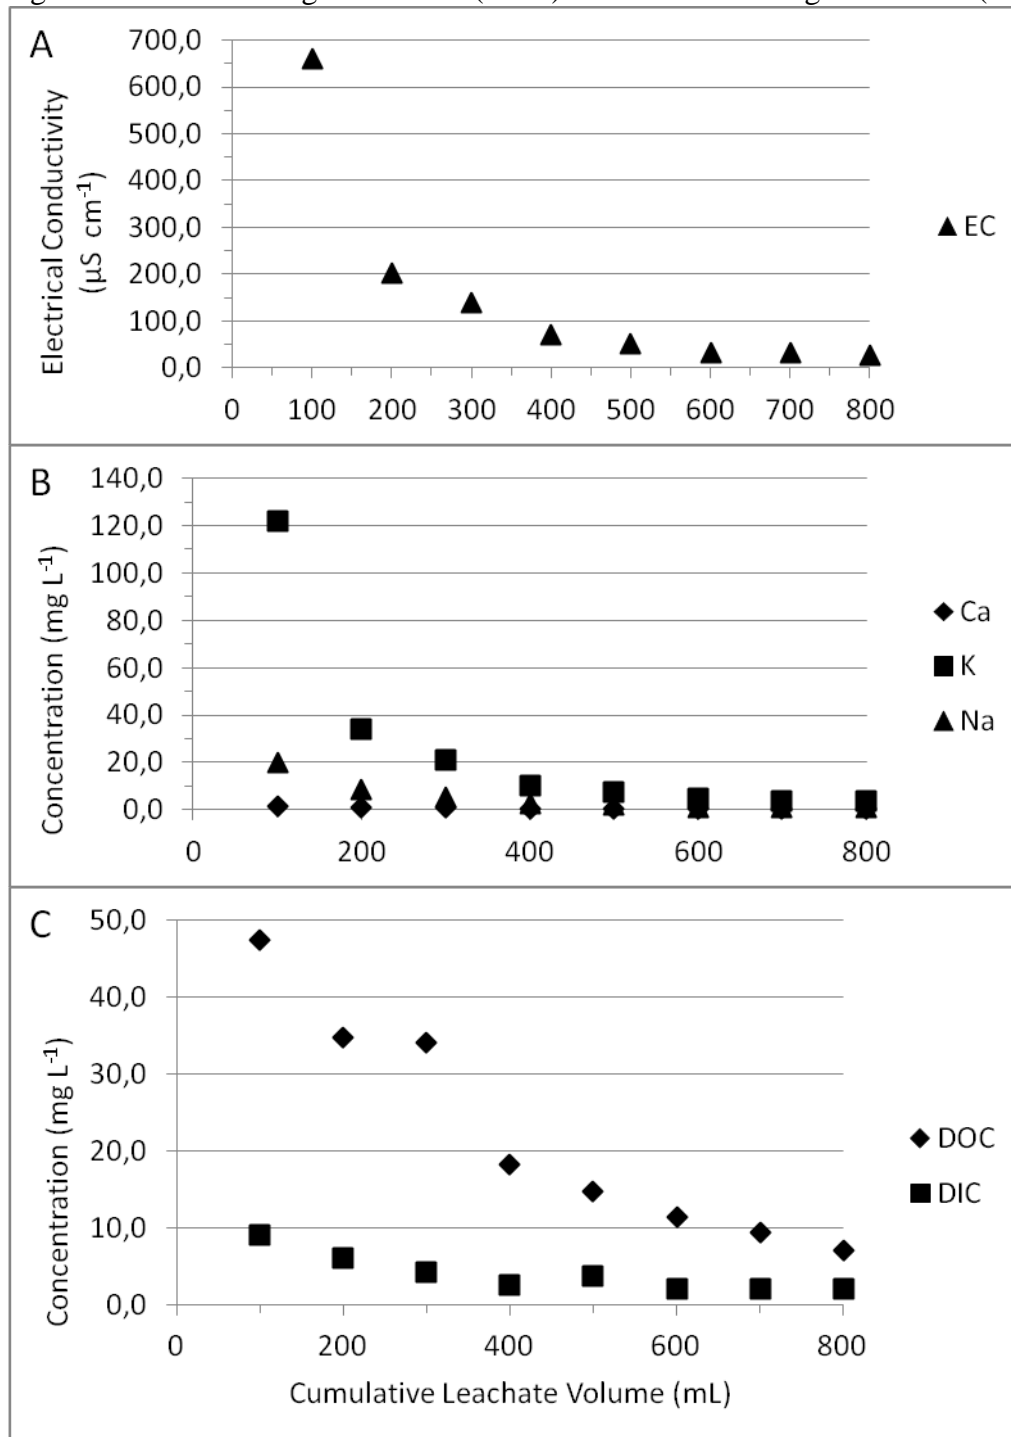 A
700,0
600,0
500,0
400,0
300,0
200,0
100,0
0,0
Electrical Conductivity
(µS cm⁻¹)
0 100 200 300 400 500 600 700 800
EC
B
140,0
120,0
100,0
80,0
60,0
40,0
20,0
0,0
Concentration (mg L⁻¹)
0 200 400 600 800
Ca
K
Na
C
50,0
40,0
30,0
20,0
10,0
0,0
Concentration (mg L⁻¹)
0 200 400 600 800
DOC
DIC
Cumulative Leachate Volume (mL)